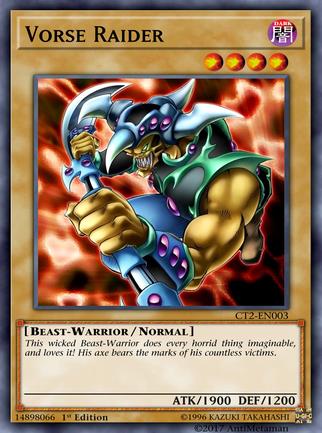 Vorse Raider
DARK
闇
CT2-EN003
[Beast-Warrior / Normal]
This wicked Beast-Warrior does every horrid thing imaginable,
and loves it! His axe bears the marks of his countless victims.
ATK/1900 DEF/1200
14898066 1st Edition ©1996 KAZUKI TAKAHASHI
©2017 AntiMetaman